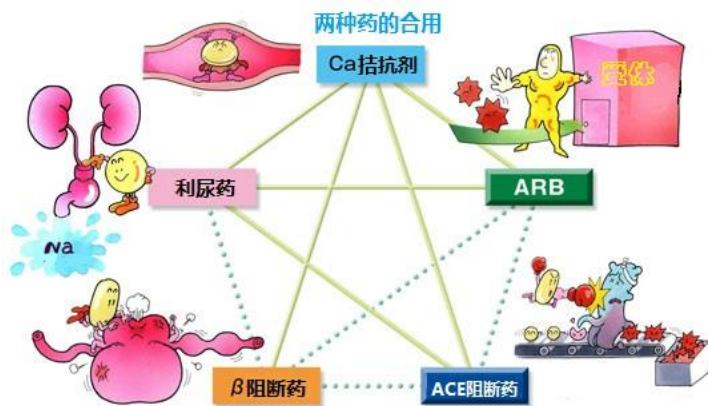 两种药的合用
Ca拮抗剂
受体
利尿药
ARB
Na
β阻断药
ACE阻断药